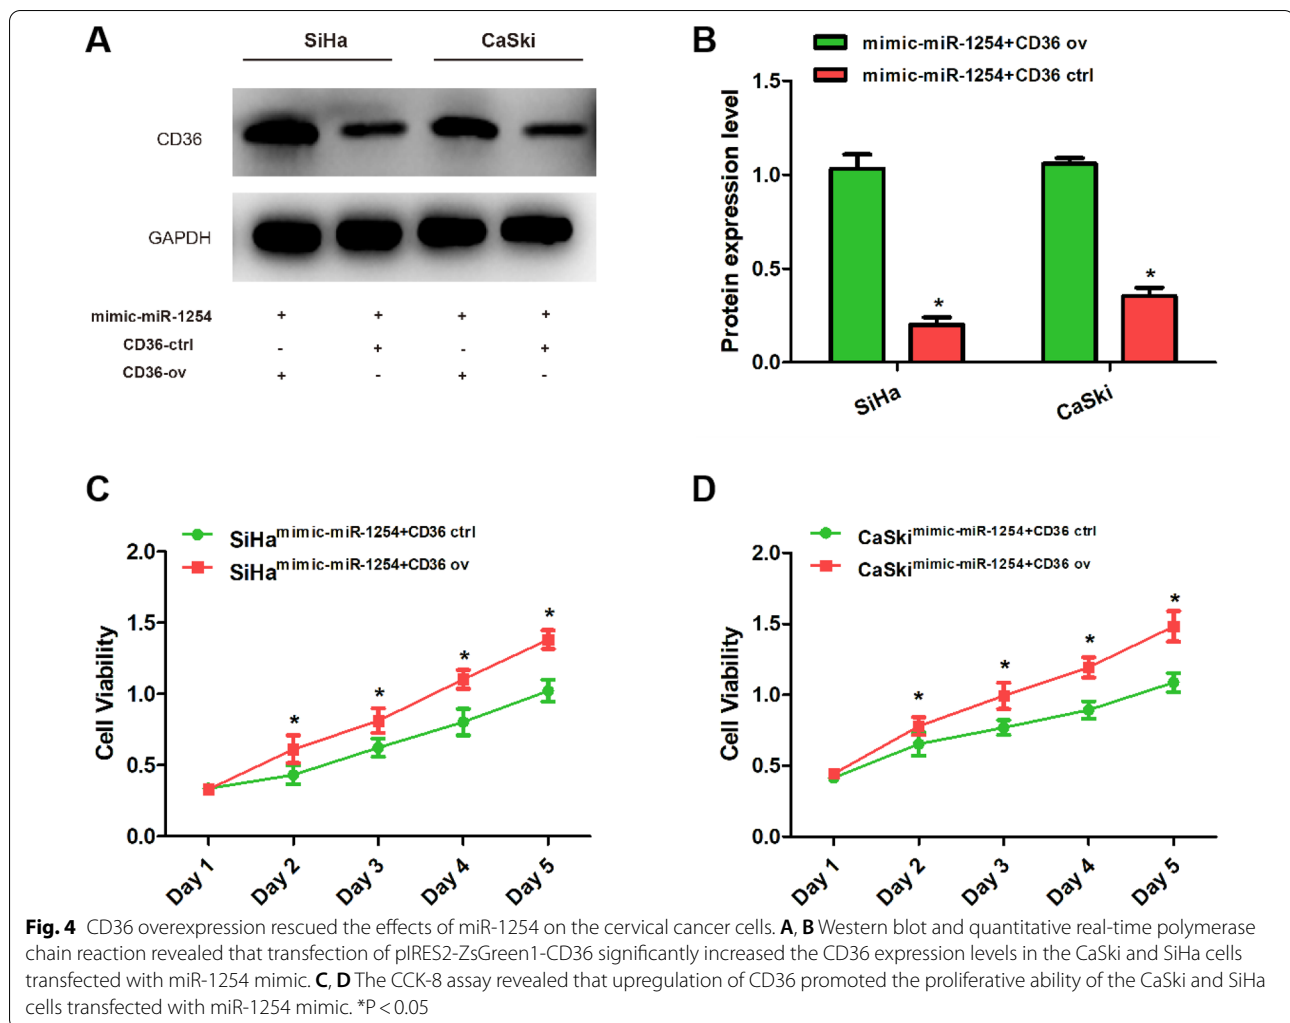 A
SiHa
CaSki
CD36
GAPDH
mimic-miR-1254 + + + +
CD36-ctrl - + - +
CD36-ov + - + -
B
mimic-miR-1254+CD36 ov
mimic-miR-1254+CD36 ctrl
Protein expression level
1.5
1.0
0.5
0.0
*
*
SiHa
CaSki
C
SiHa mimic-miR-1254+CD36 ctrl
SiHa mimic-miR-1254+CD36 ov
Cell Viability
2.0
1.5
1.0
0.5
0.0
*
*
*
*
Day 1
Day 2
Day 3
Day 4
Day 5
D
CaSki mimic-miR-1254+CD36 ctrl
CaSki mimic-miR-1254+CD36 ov
Cell Viability
2.0
1.5
1.0
0.5
0.0
*
*
*
*
Day 1
Day 2
Day 3
Day 4
Day 5
Fig. 4 CD36 overexpression rescued the effects of miR-1254 on the cervical cancer cells. A, B Western blot and quantitative real-time polymerase
chain reaction revealed that transfection of pIRES2-ZsGreen1-CD36 significantly increased the CD36 expression levels in the CaSki and SiHa cells
transfected with miR-1254 mimic. C, D The CCK-8 assay revealed that upregulation of CD36 promoted the proliferative ability of the CaSki and SiHa
cells transfected with miR-1254 mimic. *P < 0.05